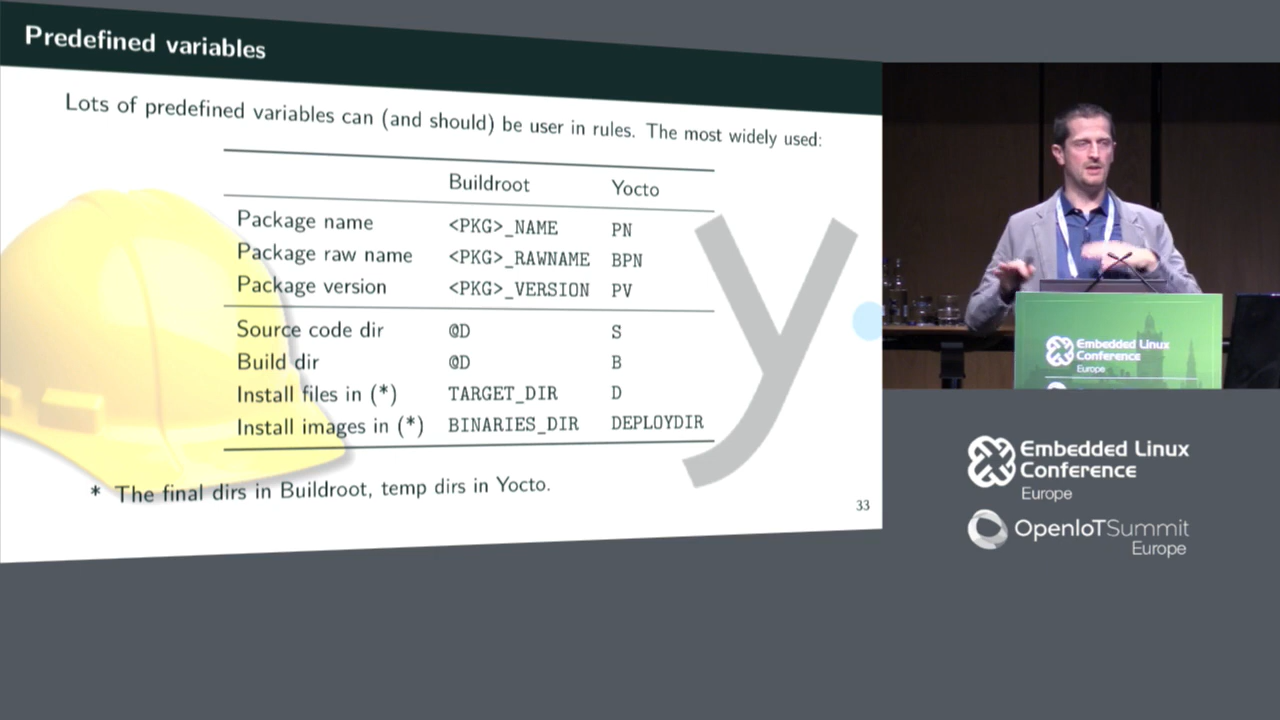 Predefined variables
Lots of predefined variables can (and should) be user in rules. The most widely used:
Buildroot Yocto
Package name <PKG>_NAME PN
Package raw name <PKG>_RAWNAME BPN
Package version <PKG>_VERSION PV
Source code dir @D S
Build dir @D B
Install files in (*) TARGET_DIR D
Install images in (*) BINARIES_DIR DEPLOYDIR
* The final dirs in Buildroot, temp dirs in Yocto.
33
y.
Embedded Linux
Conference
Europe
Embedded Linux
Conference
Europe
OpenIoTSummit
Europe